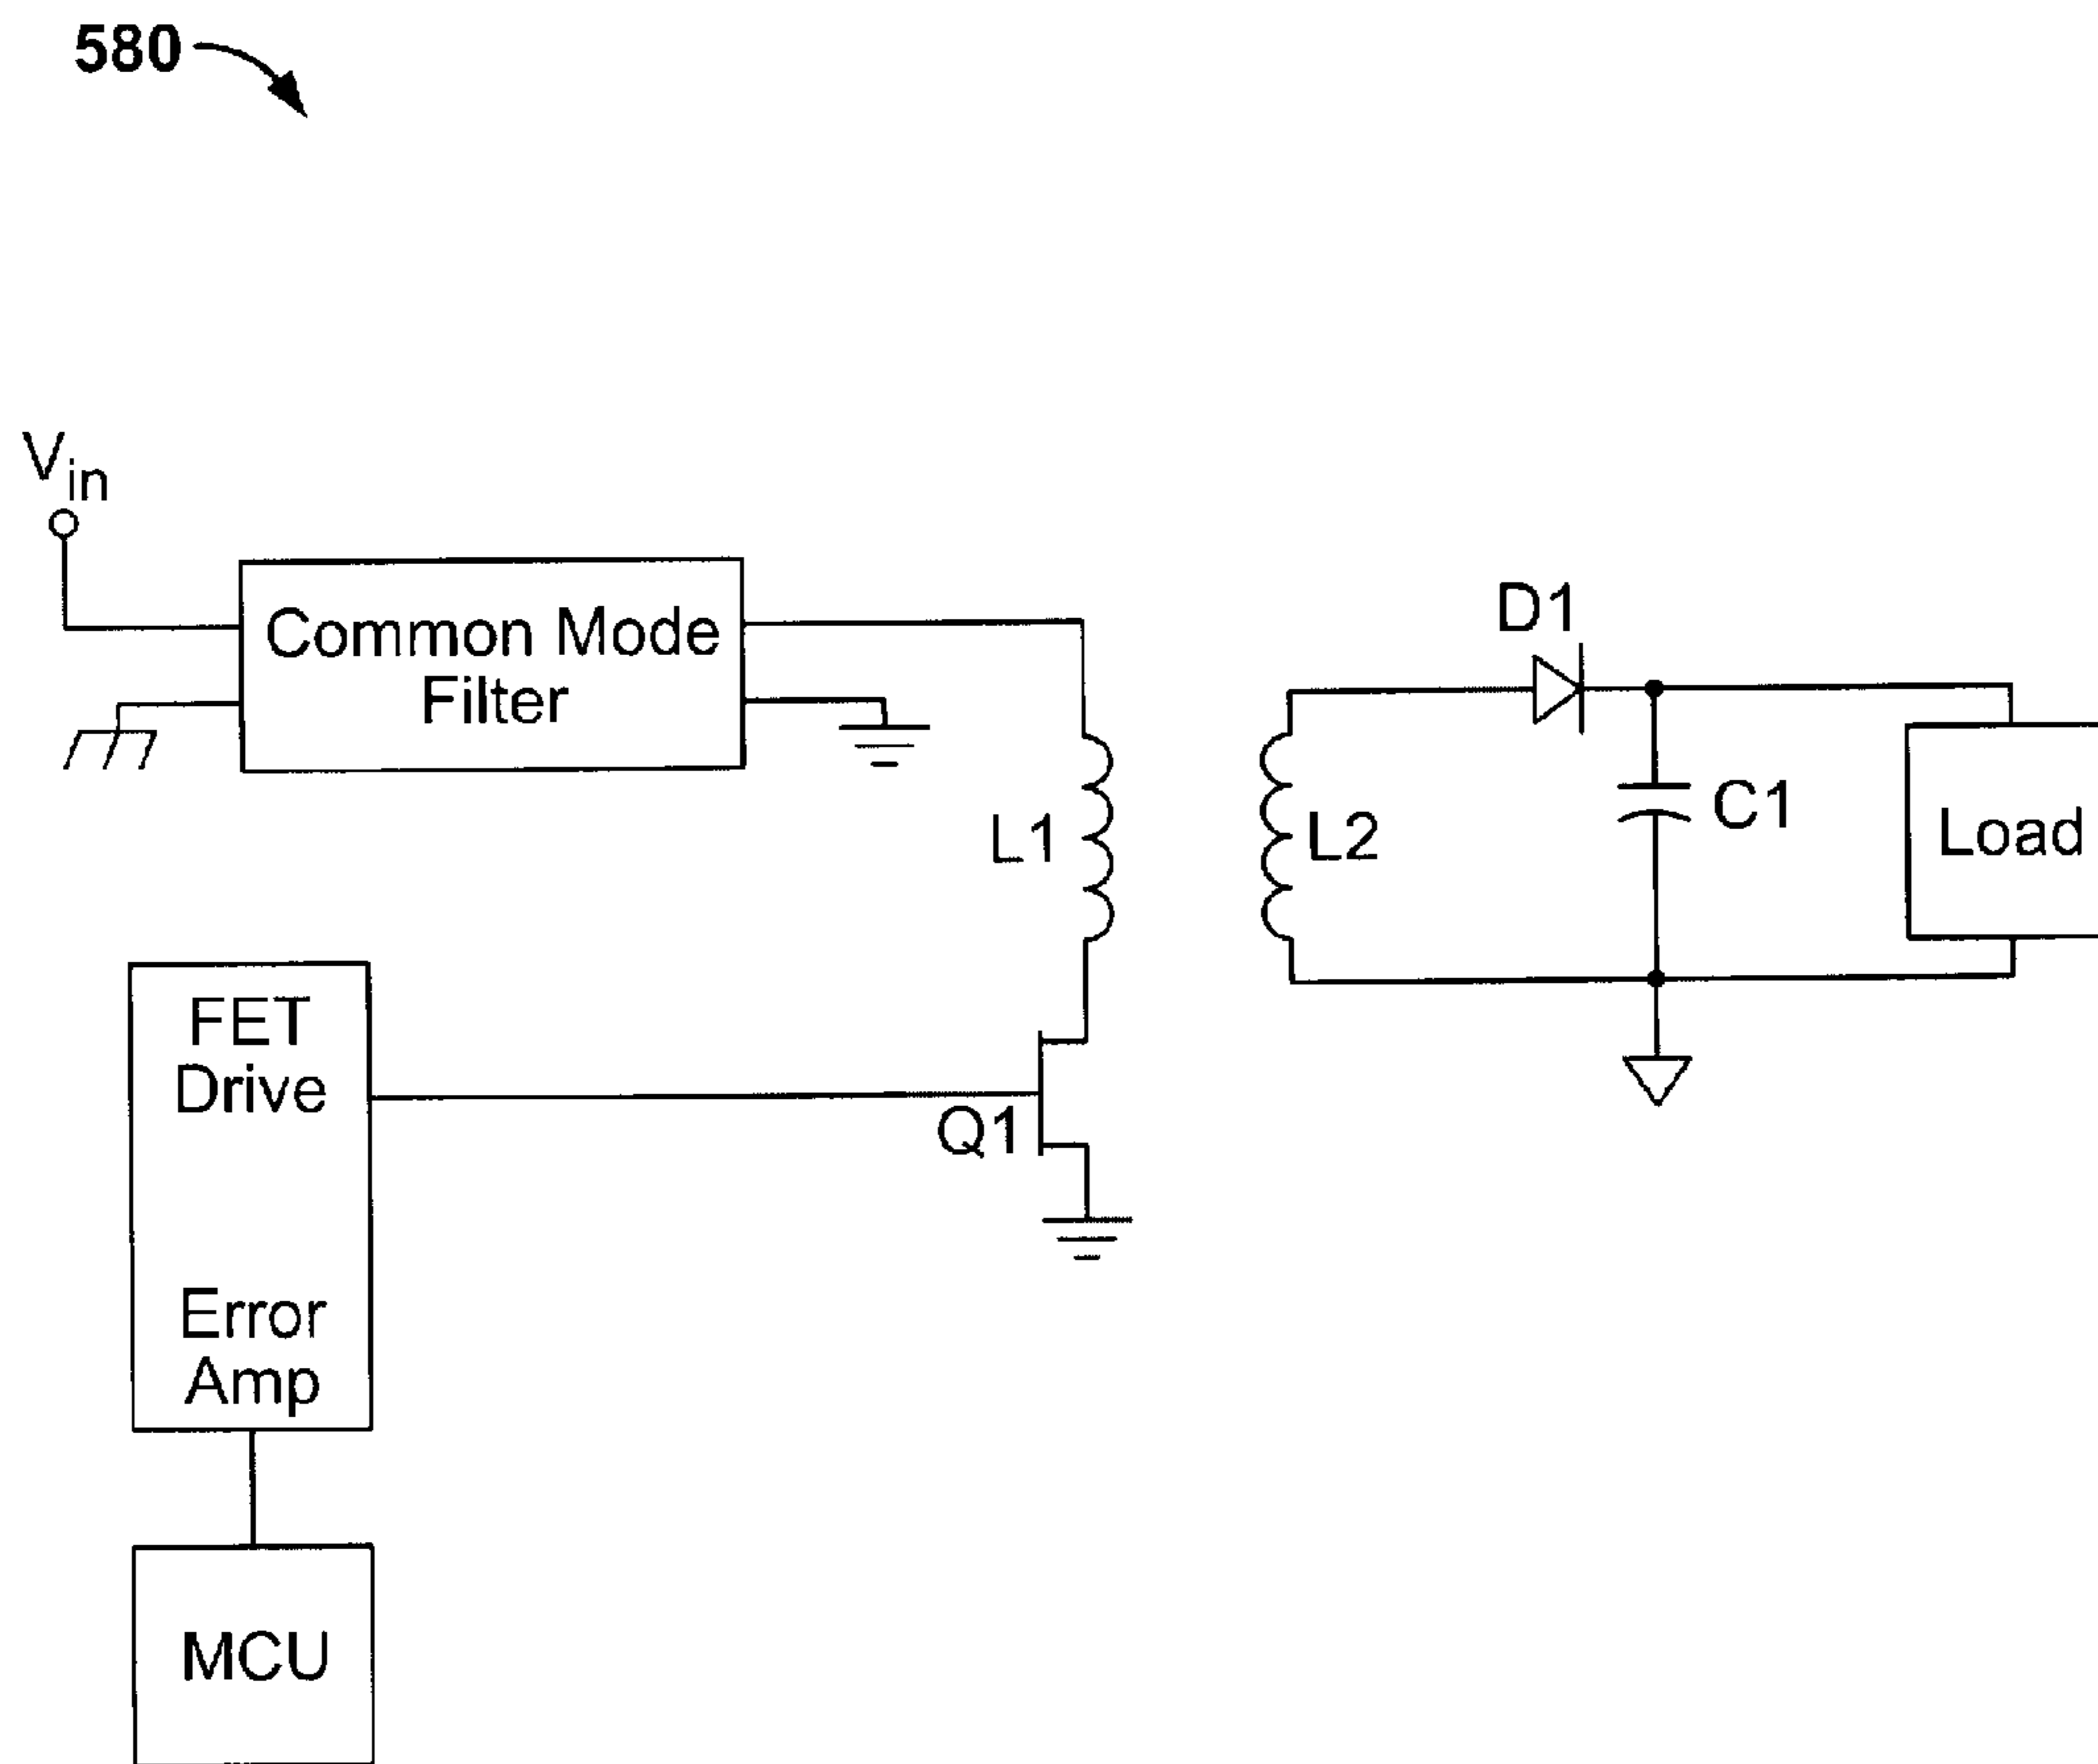 580
Vin
Common Mode
Filter
D1
L1
L2
C1
Load
FET
Drive
Q1
Error
Amp
MCU